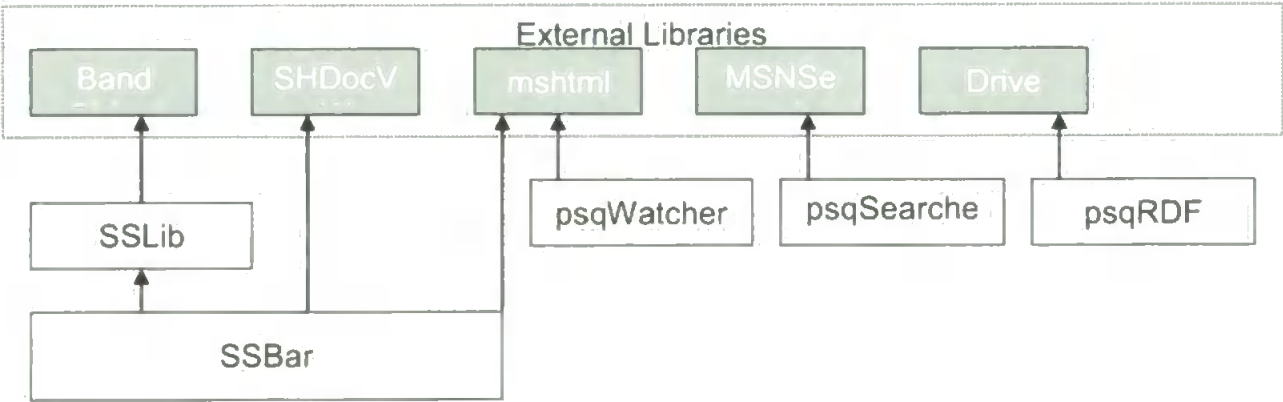 External Libraries
Band
SHDocV
mshtml
MSNSe
Drive
psqWatcher
psqSearche
psqRDF
SSLib
SSBar